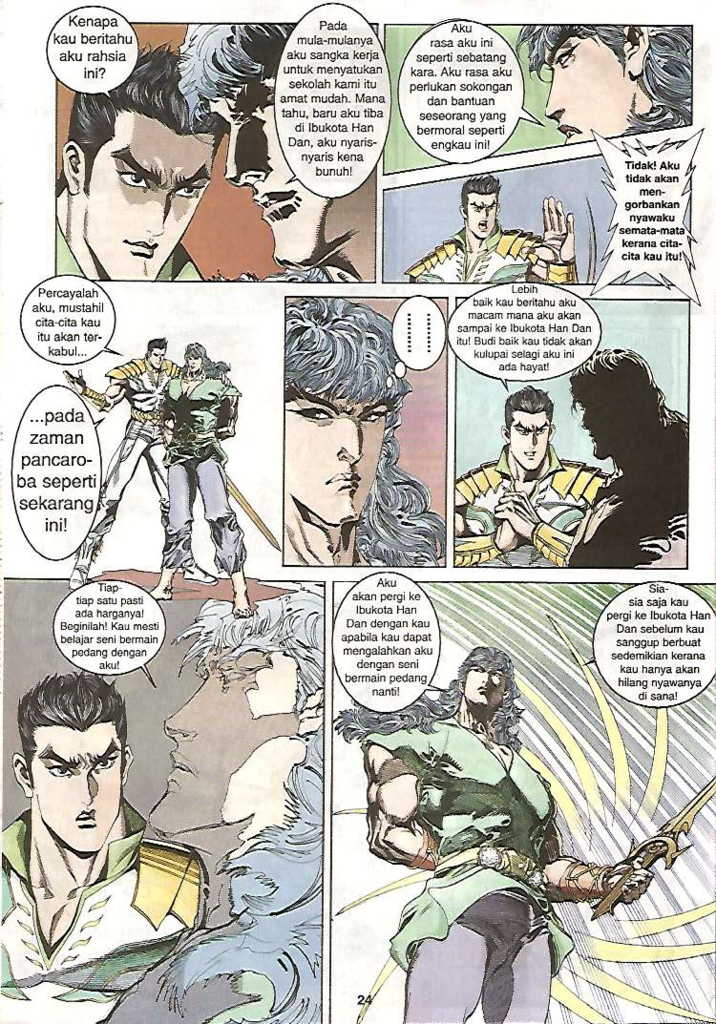 Kenapa
kau beritahu
aku rahsia
ini?
Pada
mula-mulanya
aku sangka kerja
untuk menyatukan
sekolah kami itu
amat mudah. Mana
tahu, baru aku tiba
di Ibukota Han
Dan, aku nyaris-
nyaris kena
bunuh!
Aku
rasa aku ini
seperti sebatang
kara. Aku rasa aku
perlukan sokongan
dan bantuan
seseorang yang
bermoral seperti
engkau ini!
Tidak! Aku
tidak akan
men-
gorbankan
nyawaku
semata-mata
kerana cita-
cita kau itu!
Percayalah
aku, mustahil
cita-cita kau
itu akan ter-
kabul...
...pada
zaman
pancaro-
ba seperti
sekarang
ini!
Lebih
baik kau beritahu aku
macam mana aku akan
sampai ke Ibukota Han Dan
itu! Budi baik kau tidak
kulupai selagi aku ini
ada hayat!
Tiap-
tiap satu pasti
ada harganya!
Beginilah! Kau mesti
belajar seni bermain
pedang dengan
aku!
Aku
akan pergi ke
Ibukota Han
Dan dengan kau
apabila kau dapat
mengalahkan aku
dengan seni
bermain pedang
nanti!
Sia-
sia saja kau
pergi ke Ibukota Han
Dan sebelum kau
sanggup berbuat
sedemikian kerana
kau hanya akan
hilang nyawanya
di sana!
24